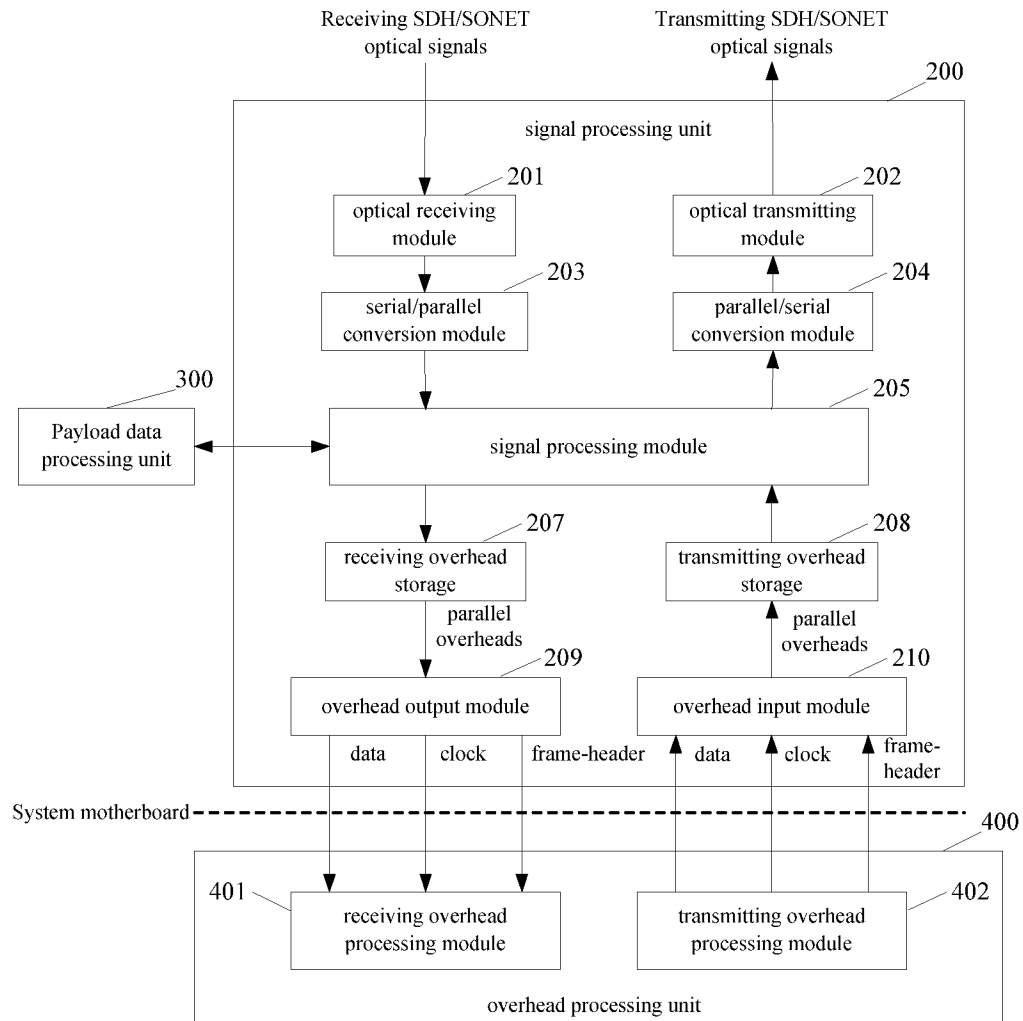 Receiving SDH/SONET
optical signals
Transmitting SDH/SONET
optical signals
200
signal processing unit
201
optical receiving
module
202
optical transmitting
module
203
serial/parallel
conversion module
204
parallel/serial
conversion module
300
Payload data
processing unit
205
signal processing module
207
receiving overhead
storage
208
transmitting overhead
storage
parallel
overheads
parallel
overheads
209
overhead output module
210
overhead input module
data
clock
frame-header
data
clock
frame-
header
System motherboard
400
401
receiving overhead
processing module
402
transmitting overhead
processing module
overhead processing unit